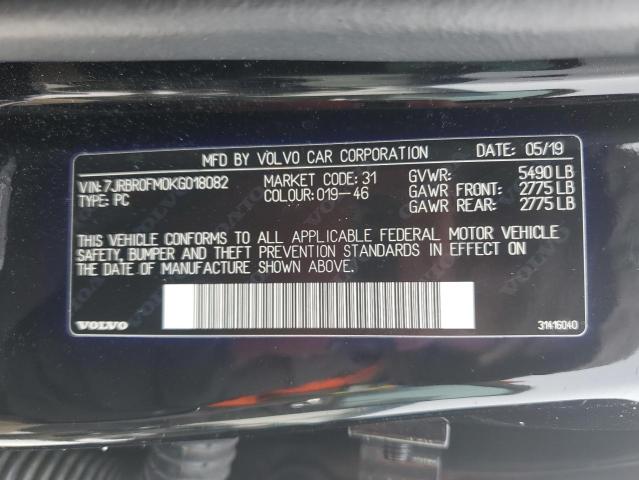 MFD BY VOLVO CAR CORPORATION DATE: 05/19
VIN:7JRBR0FM0KG018082 MARKET CODE:31 GVWR: 5490 LB
TYPE: PC COLOUR:019-46 GAWR FRONT: 2775 LB
GAWR REAR: 2775 LB
THIS VEHICLE CONFORMS TO ALL APPLICABLE FEDERAL MOTOR VEHICLE
SAFETY, BUMPER AND THEFT PREVENTION STANDARDS IN EFFECT ON
THE DATE OF MANUFACTURE SHOWN ABOVE.
VOLVO 31416040